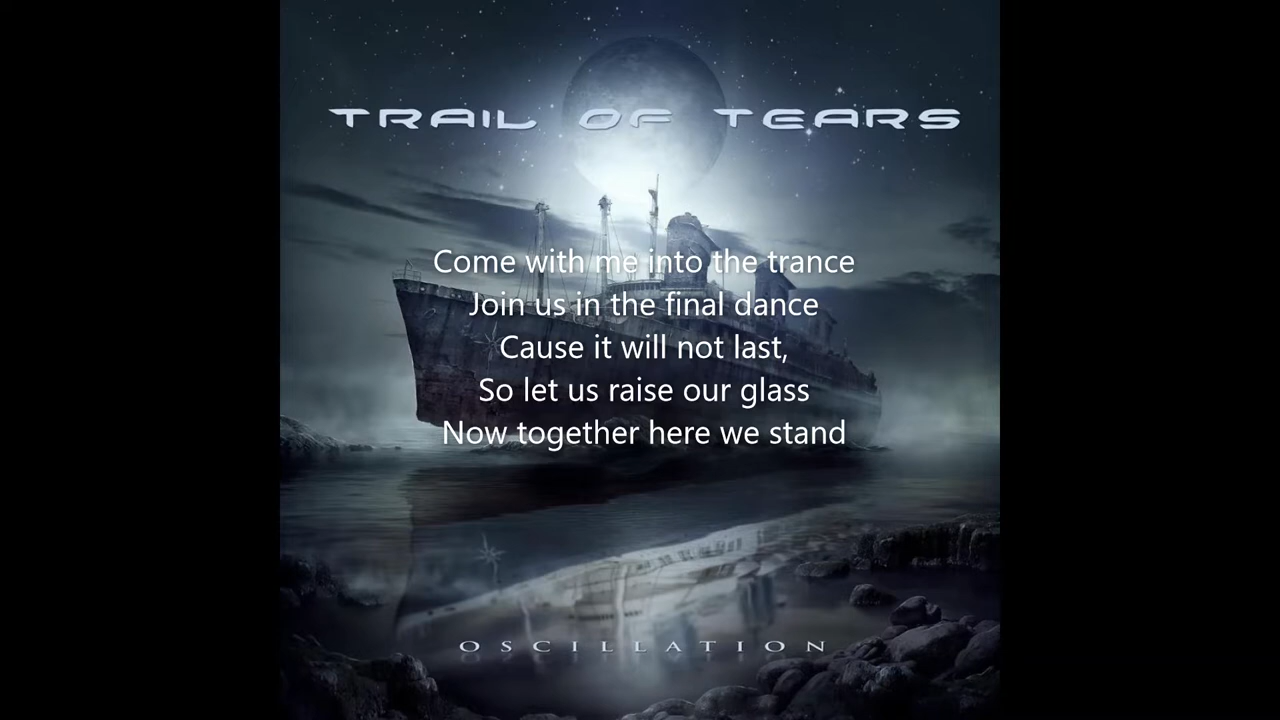 TRAIL OF TEARS
Come with me into the trance
Join us in the final dance
Cause it will not last,
So let us raise our glass
Now together here we stand
OSCILLATION